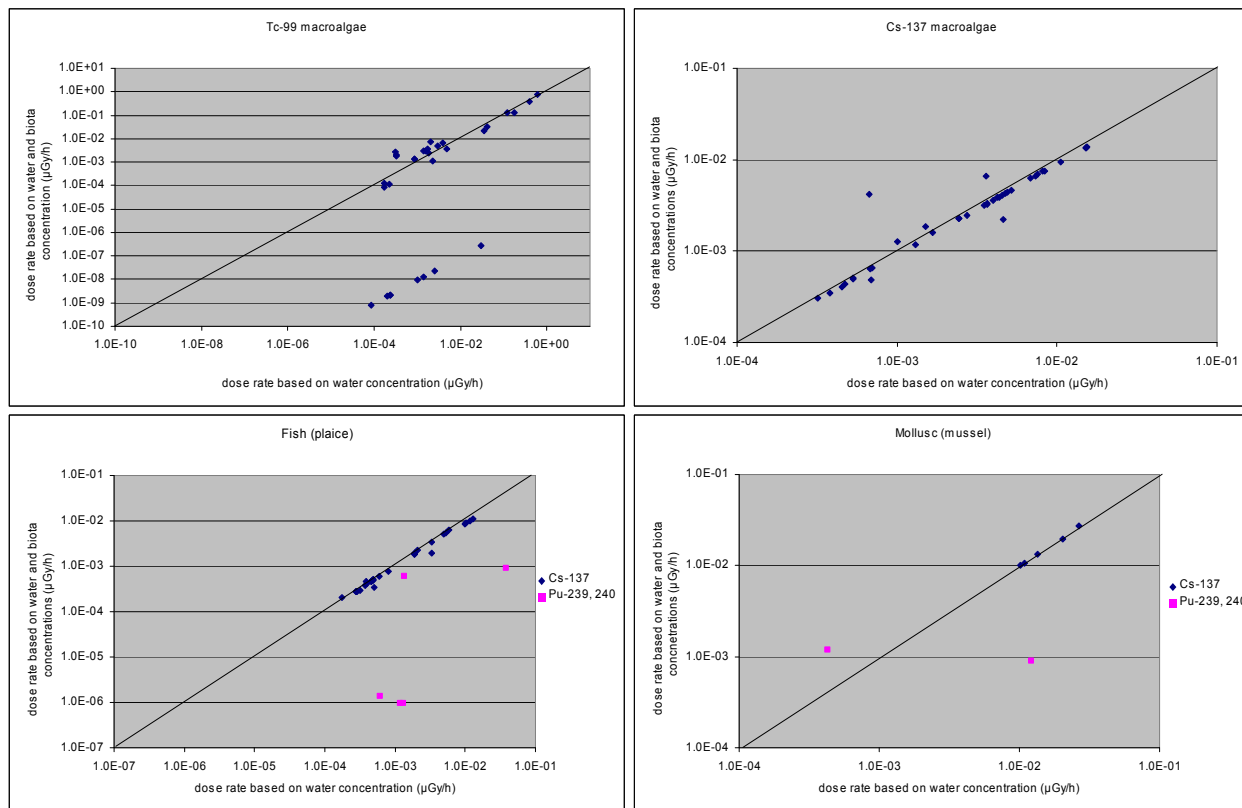 Tc-99 macroalgae
dose rate based on water and biota
concentration (µGy/h)
1.0E+01
1.0E+00
1.0E-01
1.0E-02
1.0E-03
1.0E-04
1.0E-05
1.0E-06
1.0E-07
1.0E-08
1.0E-09
1.0E-10
1.0E-10
1.0E-08
1.0E-06
1.0E-04
1.0E-02
1.0E+00
dose rate based on water concentration (µGy/h)
Cs-137 macroalgae
dose rate based on water and biota
concentrations (µGy/h)
1.0E-01
1.0E-02
1.0E-03
1.0E-04
1.0E-04
1.0E-03
1.0E-02
1.0E-01
dose rate based on water concentration (µGy/h)
Fish (plaice)
dose rate based on water and biota
concentrations (µGy/h)
1.0E-01
1.0E-02
1.0E-03
1.0E-04
1.0E-05
1.0E-06
1.0E-07
1.0E-07
1.0E-06
1.0E-05
1.0E-04
1.0E-03
1.0E-02
1.0E-01
dose rate based on water concentration (µGy/h)
Cs-137
Pu-239, 240
Mollusc (mussel)
dose rate based on water and biota
concnetrations (µGy/h)
1.0E-01
1.0E-02
1.0E-03
1.0E-04
1.0E-04
1.0E-03
1.0E-02
1.0E-01
dose rate based on water concentration (µGy/h)
Cs-137
Pu-239, 240